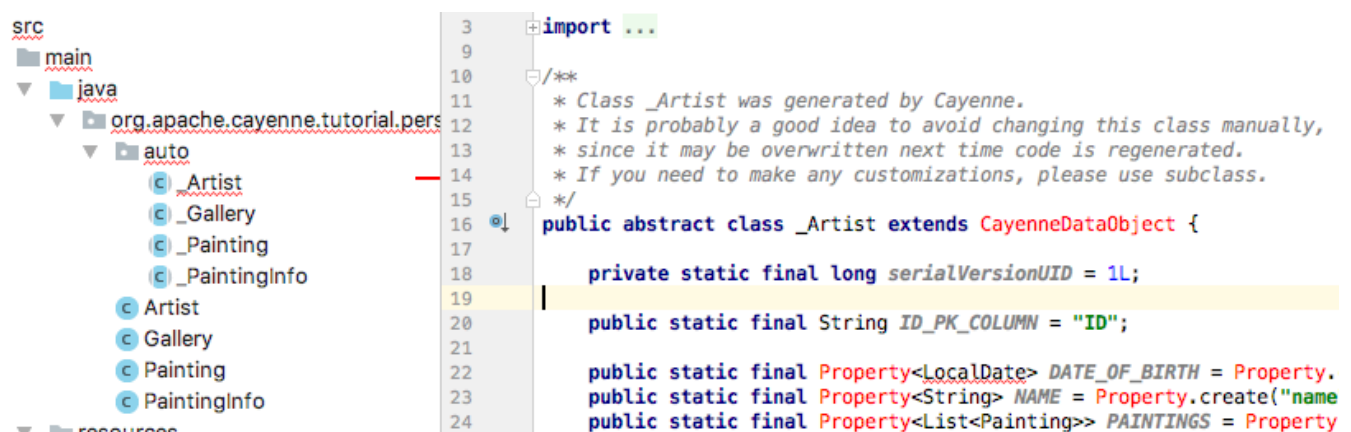 src
main
java
org.apache.cayenne.tutorial.pers
auto
_Artist
_Gallery
_Painting
_PaintingInfo
Artist
Gallery
Painting
PaintingInfo
resources
3 import ...
9
10 /**
11 * Class _Artist was generated by Cayenne.
12 * It is probably a good idea to avoid changing this class manually,
13 * since it may be overwritten next time code is regenerated.
14 * If you need to make any customizations, please use subclass.
15 */
16 public abstract class _Artist extends CayenneDataObject {
17
18 private static final long serialVersionUID = 1L;
19
20 public static final String ID_PK_COLUMN = "ID";
21
22 public static final Property<LocalDate> DATE_OF_BIRTH = Property.
23 public static final Property<String> NAME = Property.create("name
24 public static final Property<List<Painting>> PAINTINGS = Property